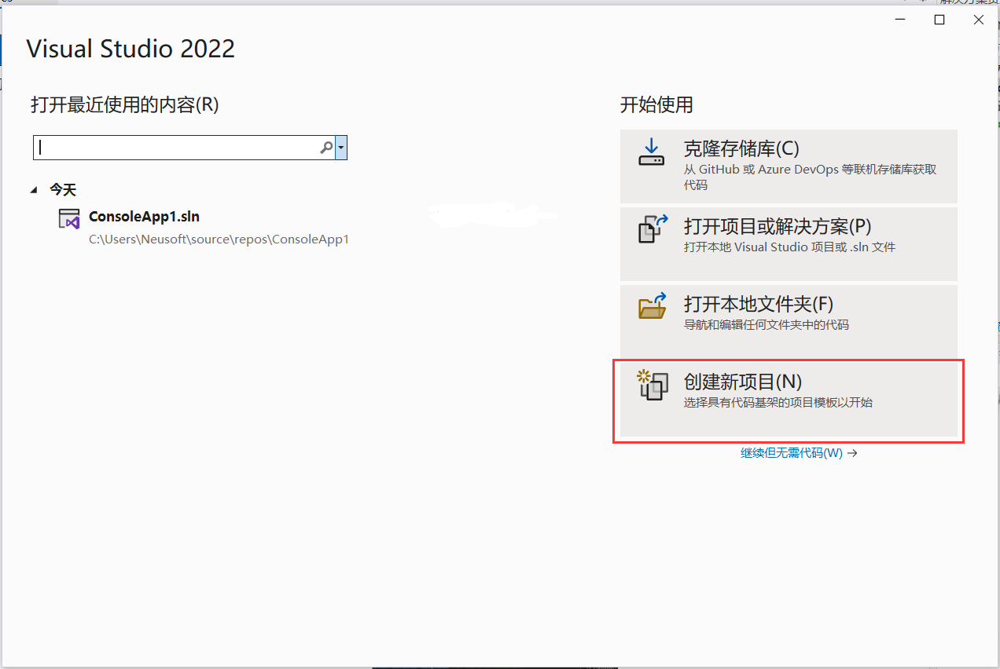 Visual Studio 2022
打开最近使用的内容(R)
今天
ConsoleApp1.sln
C:\Users\Neusoft\source\repos\ConsoleApp1
开始使用
克隆存储库(C)
从 GitHub 或 Azure DevOps 等联机存储库获取
代码
打开项目或解决方案(P)
打开本地 Visual Studio 项目或 .sln 文件
打开本地文件夹(F)
导航和编辑任何文件夹中的代码
创建新项目(N)
选择具有代码基架的项目模板以开始
继续但无需代码(W) →